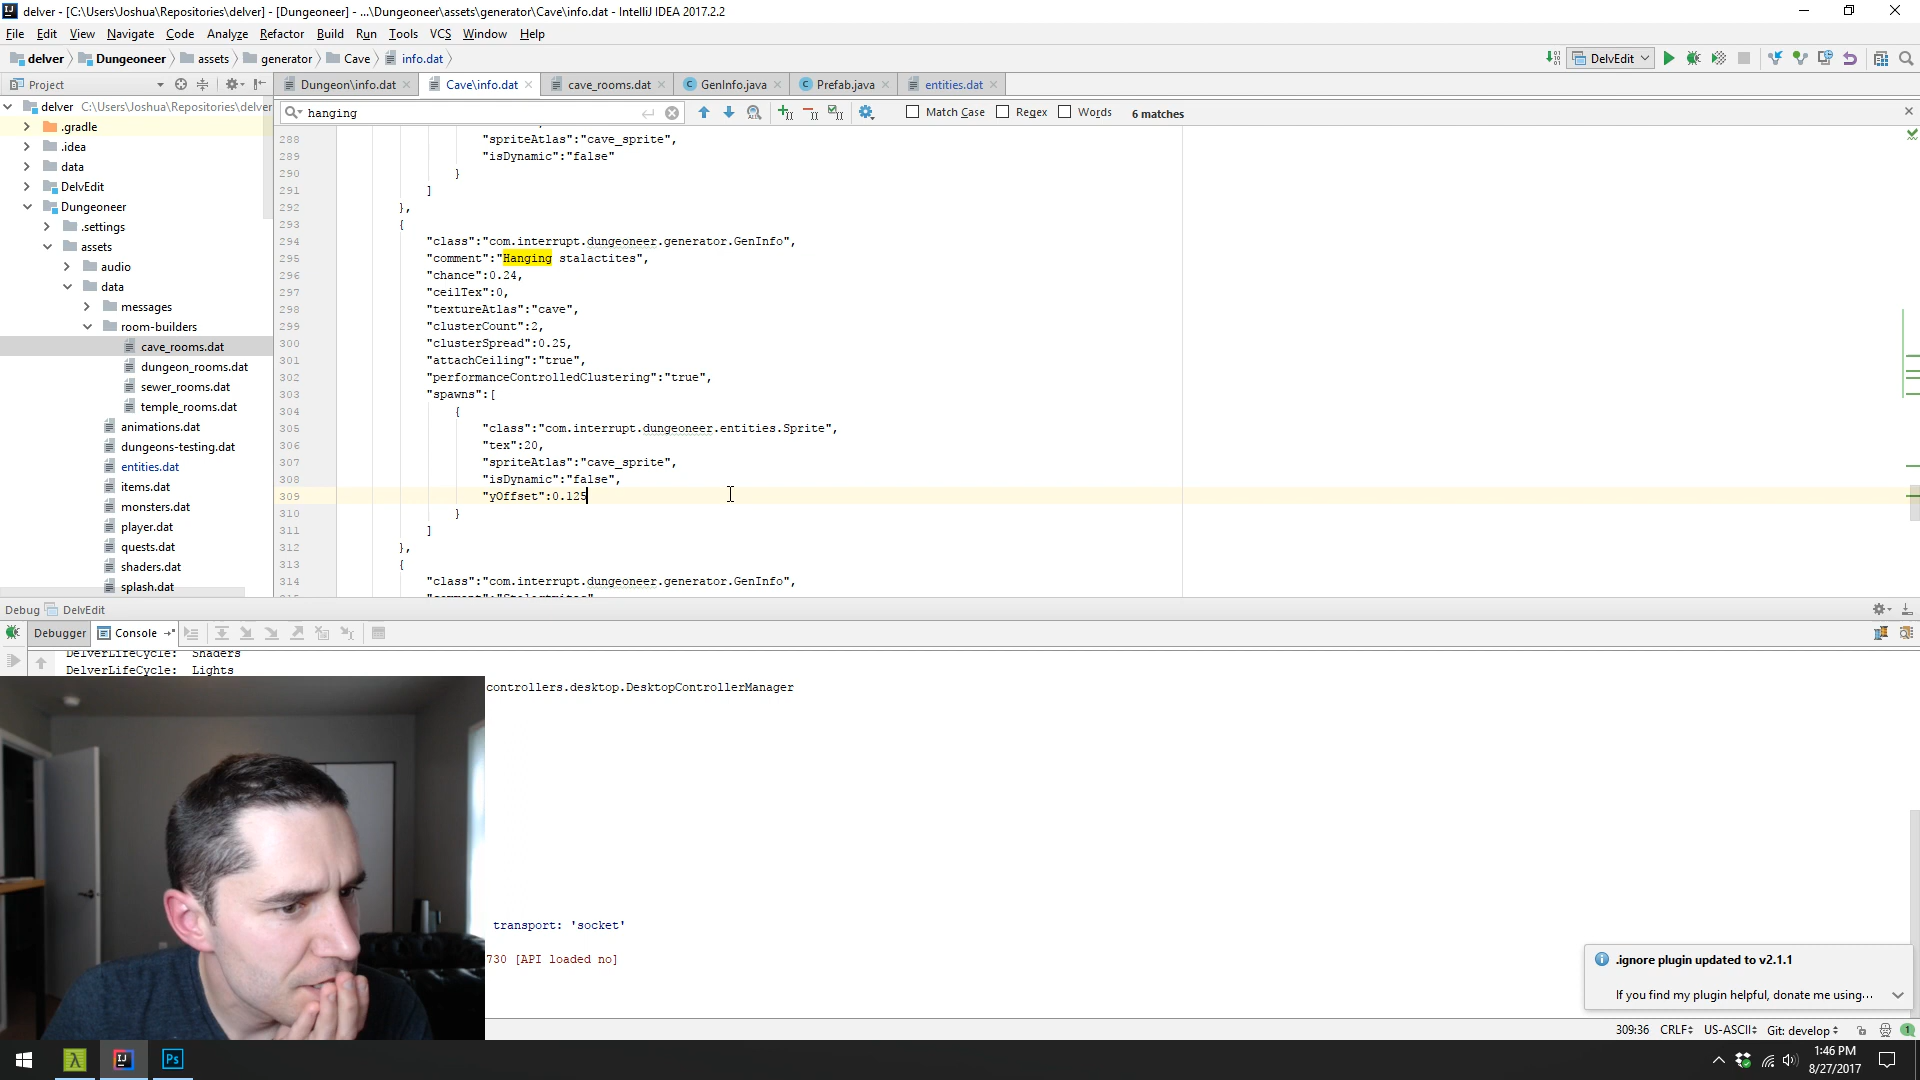 delver - [C:\Users\Joshua\Repositories\delver] - [Dungeoneer] - ...\Dungeoneer\assets\generator\Cave\info.dat - IntelliJ IDEA 2017.2.2
File Edit View Navigate Code Analyze Refactor Build Run Tools VCS Window Help
delver Dungeoneer assets generator Cave info.dat DelvEdit
Project Dungeon\info.dat Cave\info.dat cave_rooms.dat GenInfo.java Prefab.java entities.dat
hanging Match Case Regex Words 6 matches
delver C:\Users\Joshua\Repositories\delver
.gradle
.idea
data
DelvEdit
Dungeoneer
.settings
assets
audio
data
messages
room-builders
cave_rooms.dat
dungeon_rooms.dat
sewer_rooms.dat
temple_rooms.dat
animations.dat
dungeons-testing.dat
entities.dat
items.dat
monsters.dat
player.dat
quests.dat
shaders.dat
splash.dat
288 "spriteAtlas":"cave_sprite",
289 "isDynamic":"false"
290 }
291 ]
292 },
293 {
294 "class":"com.interrupt.dungeoneer.generator.GenInfo",
295 "comment":"Hanging stalactites",
296 "chance":0.24,
297 "ceilTex":0,
298 "textureAtlas":"cave",
299 "clusterCount":2,
300 "clusterSpread":0.25,
301 "attachCeiling":"true",
302 "performanceControlledClustering":"true",
303 "spawns":[
304 {
305 "class":"com.interrupt.dungeoneer.entities.Sprite",
306 "tex":20,
307 "spriteAtlas":"cave_sprite",
308 "isDynamic":"false",
309 "yOffset":0.125
310 }
311 ]
312 },
313 {
314 "class":"com.interrupt.dungeoneer.generator.GenInfo",
Debug DelvEdit
Debugger Console
DelverLifeCycle: Shaders
DelverLifeCycle: Lights
controllers.desktop.DesktopControllerManager
transport: 'socket'
730 [API loaded no]
.ignore plugin updated to v2.1.1
If you find my plugin helpful, donate me using...
309:36 CRLF US-ASCII Git: develop 1
Ps
1:46 PM
8/27/2017